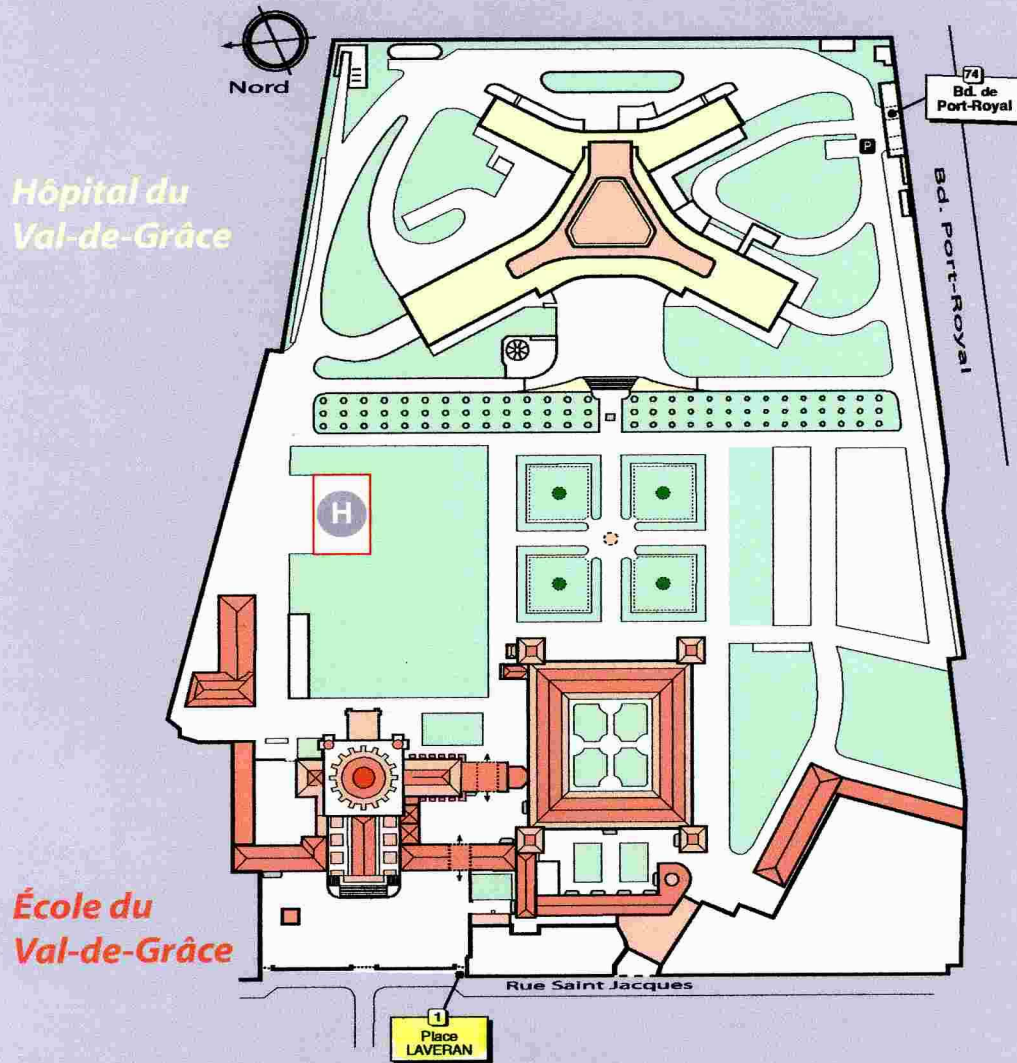 Nord
74
Bd. de
Port-Royal
P
Bd. Port-Royal
Hôpital du
Val-de-Grâce
H
École du
Val-de-Grâce
Rue Saint Jacques
1
Place
LAVERAN